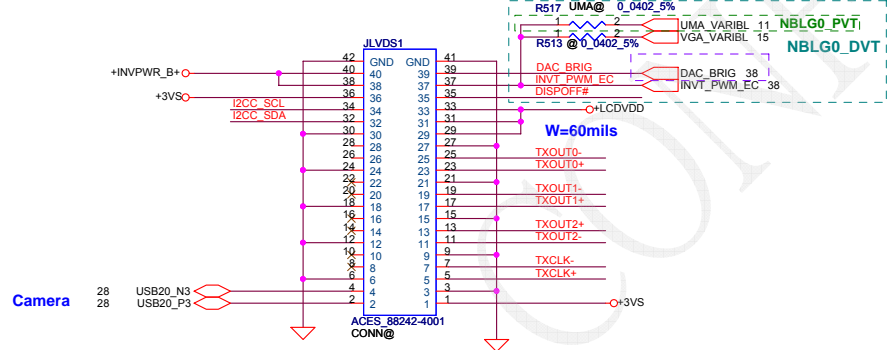 R517 UMA@ 0_0402_5%
1 2 UMA_VARIBL 11 NBLG0_PVT
1 2 VGA_VARIBL 15
R513 @ 0_0402_5% NBLG0_DVT
JLVDS1
42 GND GND 41
+INVPWR_B+ 40 40 39 39 DAC_BRIG DAC_BRIG 38
38 38 37 37 INVT_PWM_EC INVT_PWM_EC 38
+3VS 36 36 35 35 DISPOFF#
I2CC_SCL 34 34 33 33 +LCDVDD
I2CC_SDA 32 32 31 31
30 30 29 29 W=60mils
28 28 27 27
26 26 25 25 TXOUT0-
24 24 23 23 TXOUT0+
22 22 21 21
20 20 19 19 TXOUT1-
18 18 17 17 TXOUT1+
16 16 15 15
14 14 13 13 TXOUT2+
12 12 11 11 TXOUT2-
10 10 9 9
8 8 7 7 TXCLK-
6 6 5 5 TXCLK+
Camera 28 USB20_N3 4 4 3 3
28 USB20_P3 2 2 1 1 +3VS
ACES_88242-4001
CONN@